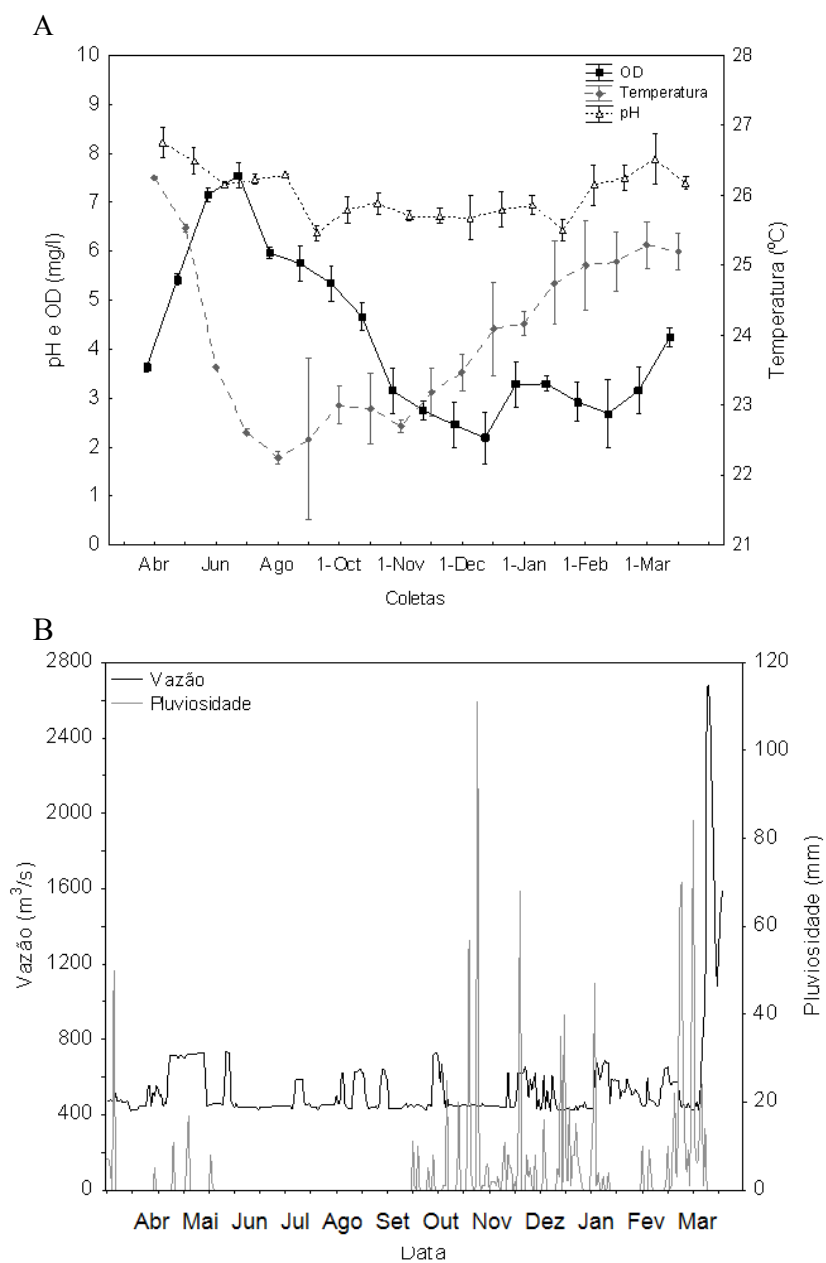 A
10
9
8
7
6
5
4
3
2
1
0
pH e OD (mg/l)
28
27
26
25
24
23
22
21
Temperatura (ºC)
OD
Temperatura
pH
Abr Jun Ago 1-Oct 1-Nov 1-Dec 1-Jan 1-Feb 1-Mar
Coletas
B
2800
2400
2000
1600
1200
800
400
0
Vazão (m³/s)
120
100
80
60
40
20
0
Pluviosidade (mm)
Vazão
Pluviosidade
Abr Mai Jun Jul Ago Set Out Nov Dez Jan Fev Mar
Data